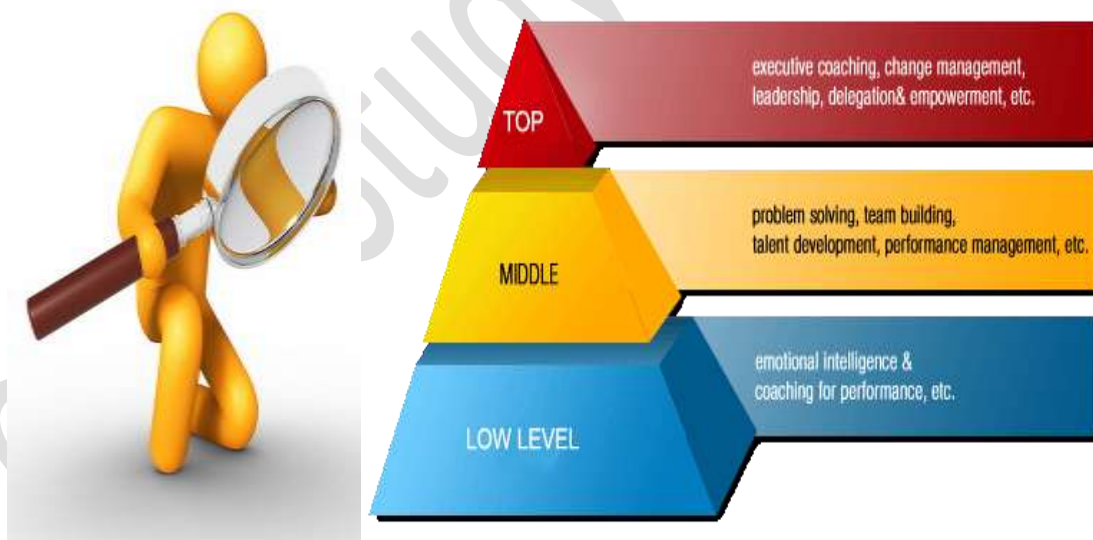 TOP
executive coaching, change management,
leadership, delegation& empowerment, etc.
MIDDLE
problem solving, team building,
talent development, performance management, etc.
LOW LEVEL
emotional intelligence &
coaching for performance, etc.